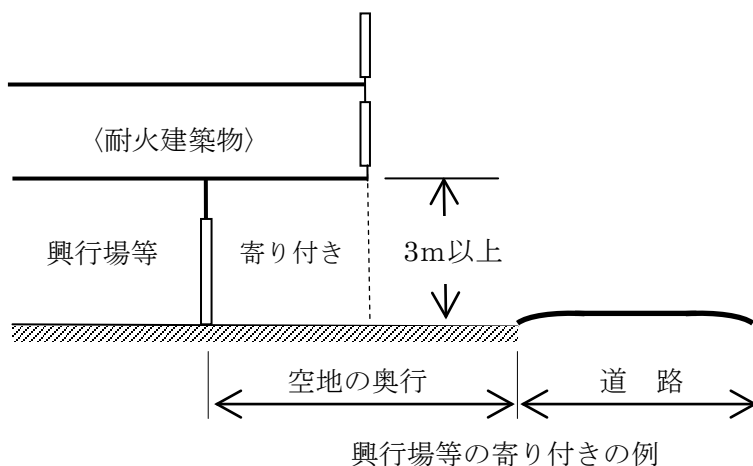 〈耐火建築物〉
興行場等
寄り付き
3m以上
空地の奥行
道　路
興行場等の寄り付きの例